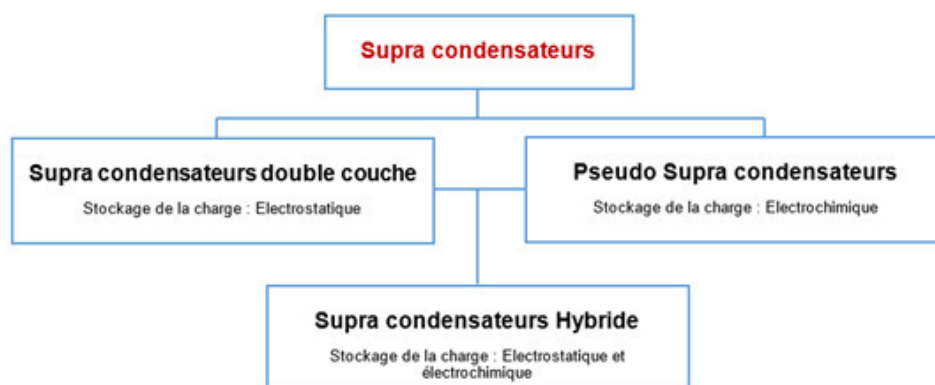 Supra condensateurs
Supra condensateurs double couche
Stockage de la charge : Electrostatique
Pseudo Supra condensateurs
Stockage de la charge : Electrochimique
Supra condensateurs Hybride
Stockage de la charge : Electrostatique et
électrochimique